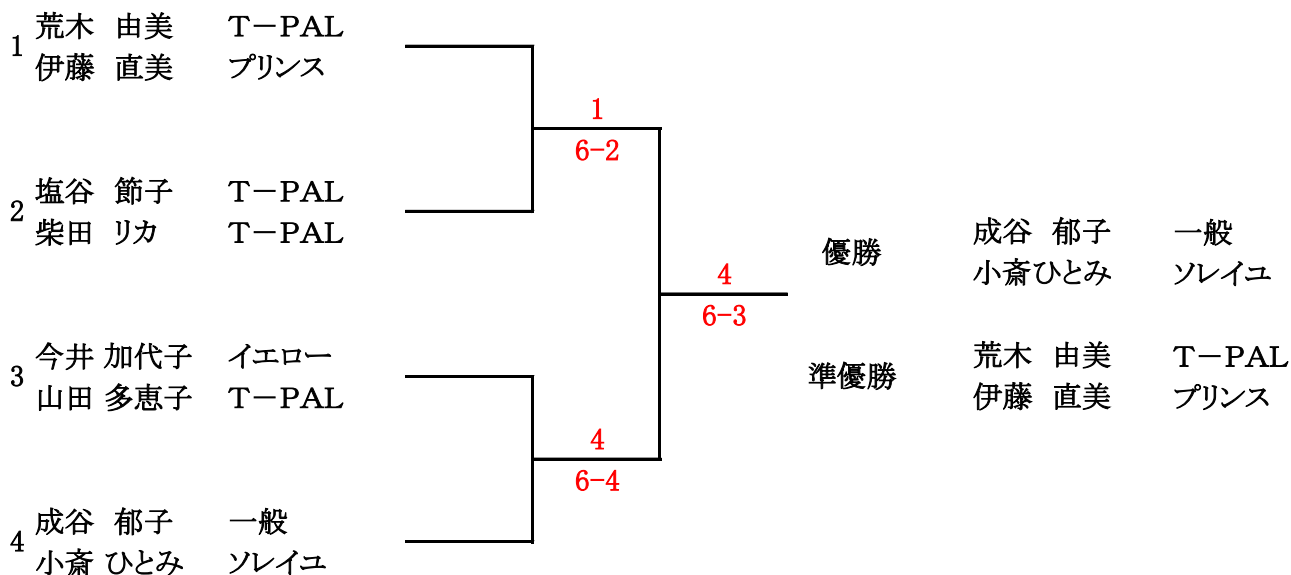 1
荒木 由美 T－PAL
伊藤 直美 プリンス
1
6-2
2
塩谷 節子 T－PAL
柴田 リカ T－PAL
優勝
成谷 郁子 一般
小斎ひとみ ソレイユ
4
6-3
3
今井 加代子 イエロー
山田 多恵子 T－PAL
準優勝
荒木 由美 T－PAL
伊藤 直美 プリンス
4
6-4
4
成谷 郁子 一般
小斎 ひとみ ソレイユ